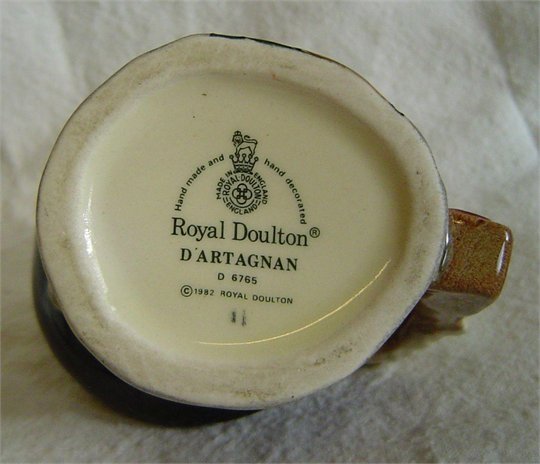 Hand made and hand decorated
MADE IN ENGLAND
ROYAL DOULTON
ENGLAND
Royal Doulton®
D'ARTAGNAN
D 6765
©1982 ROYAL DOULTON